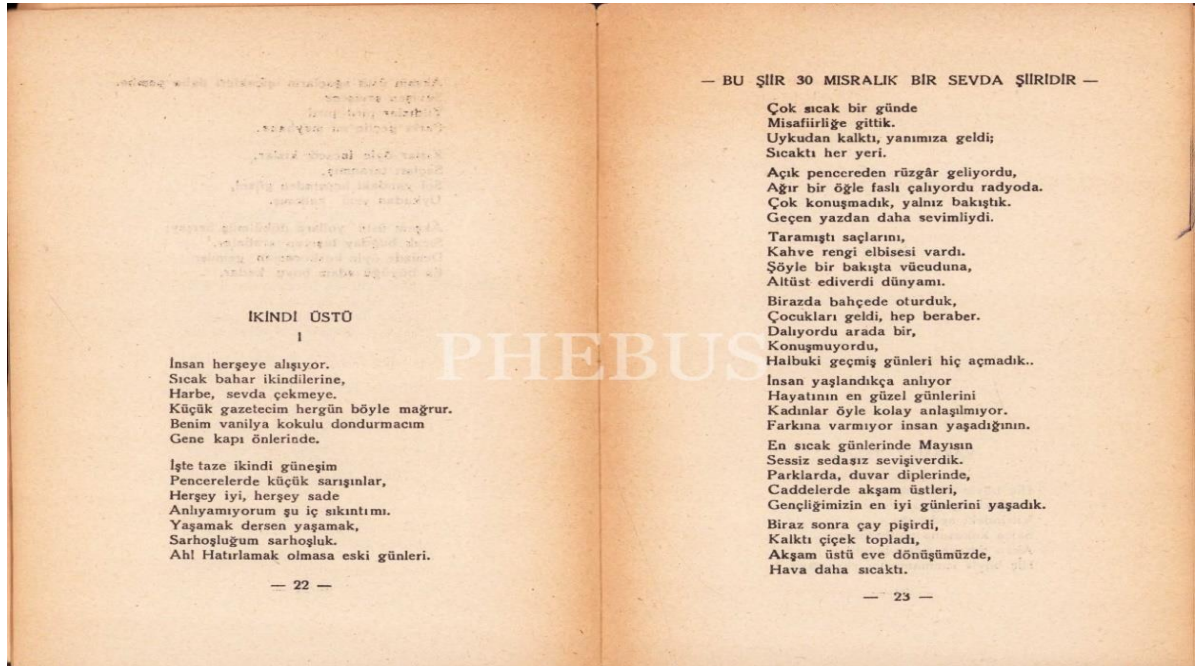 İKİNDİ ÜSTÜ
I
İnsan herşeye alışıyor.
Sıcak bahar ikindilerine,
Harbe, sevda çekmeye.
Küçük gazetecim hergün böyle mağrur.
Benim vanilya kokulu dondurmacım
Gene kapı önlerinde.
İşte taze ikindi güneşim
Pencerelerde küçük sarışınlar,
Herşey iyi, herşey sade
Anlıyamıyorum şu iç sıkıntımı.
Yaşamak dersen yaşamak,
Sarhoşluğum sarhoşluk.
Ah! Hatırlamak olmasa eski günleri.
— 22 —
— BU ŞİİR 30 MISRALIK BİR SEVDA ŞİİRİDİR —
Çok sıcak bir günde
Misafiirliğe gittik.
Uykudan kalktı, yanımıza geldi;
Sıcaktı her yeri.
Açık pencereden rüzgâr geliyordu,
Ağır bir öğle faslı çalıyordu radyoda.
Çok konuşmadık, yalnız bakıştık.
Geçen yazdan daha sevimliydi.
Taramıştı saçlarını,
Kahve rengi elbisesi vardı.
Şöyle bir bakışta vücuduna,
Altüst ediverdi dünyamı.
Birazda bahçede oturduk,
Çocukları geldi, hep beraber.
Dalıyordu arada bir,
Konuşmuyordu,
Halbuki geçmiş günleri hiç açmadık..
İnsan yaşlandıkça anlıyor
Hayatının en güzel günlerini
Kadınlar öyle kolay anlaşılmıyor.
Farkına varmıyor insan yaşadığının.
En sıcak günlerinde Mayısın
Sessiz sedasız sevişiverdik.
Parklarda, duvar diplerinde,
Caddelerde akşam üstleri,
Gençliğimizin en iyi günlerini yaşadık.
Biraz sonra çay pişirdi,
Kalktı çiçek topladı,
Akşam üstü eve dönüşümüzde,
Hava daha sıcaktı.
— 23 —
PHEBUS